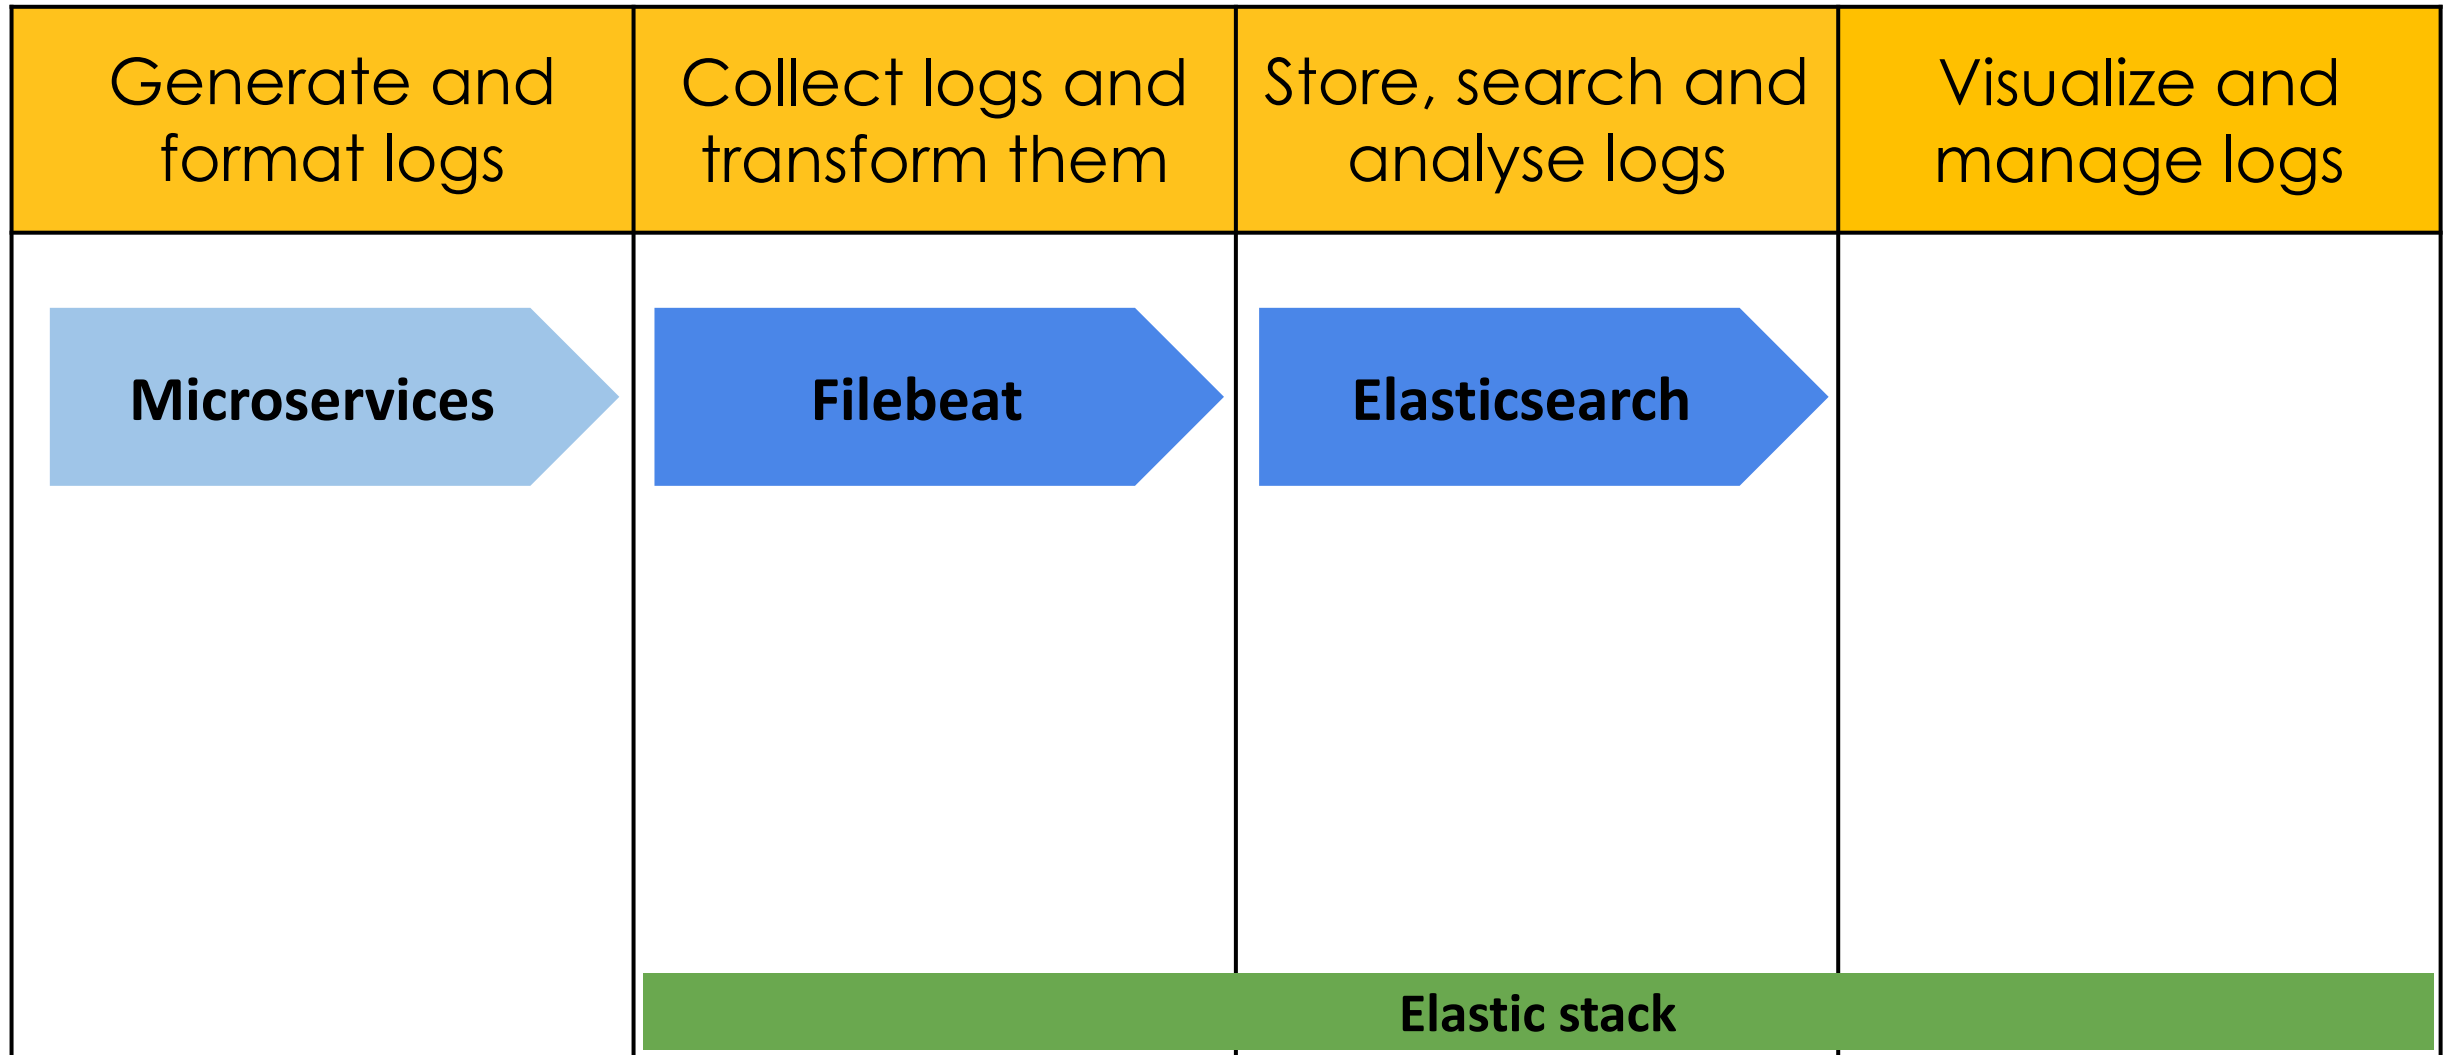 Generate and
format logs
Collect logs and
transform them
Store, search and
analyse logs
Visualize and
manage logs
Microservices
Filebeat
Elasticsearch
Elastic stack